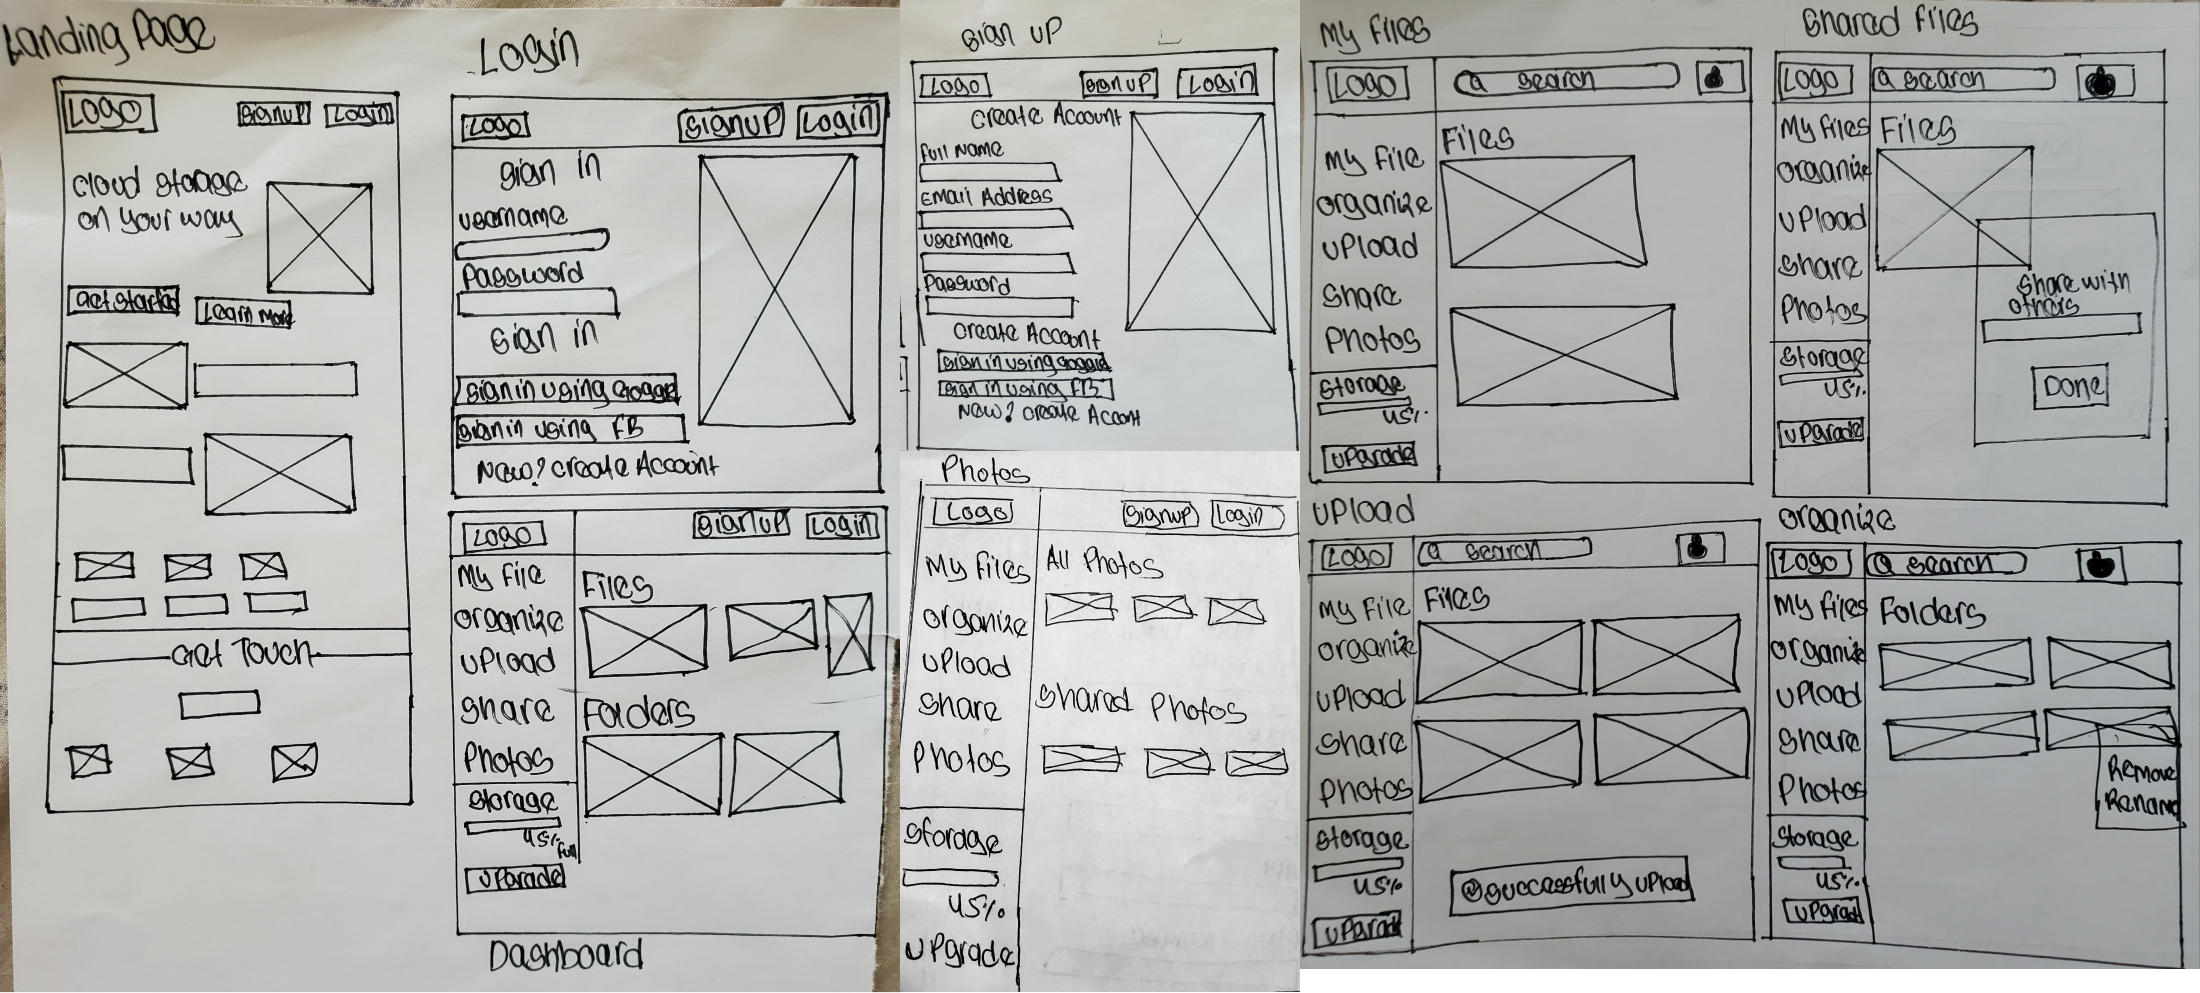 Landing Page
Logo
Signup
Login
Cloud storage
on your way
Get Started
Learn More
Get Touch
Login
Logo
Signup
Login
Sign in
Username
Password
Sign in
Sign in using Google
Sign in using FB
New? Create Account
Logo
Signup
Login
My File
Organize
Upload
Share
Photos
Storage
45%
full
Upgrade
Files
Folders
Dashboard
Sign up
Logo
Signup
Login
Create Account
Full Name
Email Address
Username
Password
Create Account
Sign in using Google
Sign in using FB
New? Create Account
Photos
Logo
Signup
Login
My Files
Organize
Upload
Share
Photos
Storage
45%
Upgrade
All Photos
Shared Photos
My Files
Logo
Search
My File
Organize
Upload
Share
Photos
Storage
45%
Upgrade
Files
Shared Files
Logo
Search
My Files
Organize
Upload
Share
Photos
Storage
45%
Upgrade
Files
Share with
others
Done
Upload
Logo
Search
My File
Organize
Upload
Share
Photos
Storage
45%
Upgrade
Files
Successfully Upload
Organize
Logo
Search
My Files
Organize
Upload
Share
Photos
Storage
45%
Upgrade
Folders
Remove
Rename